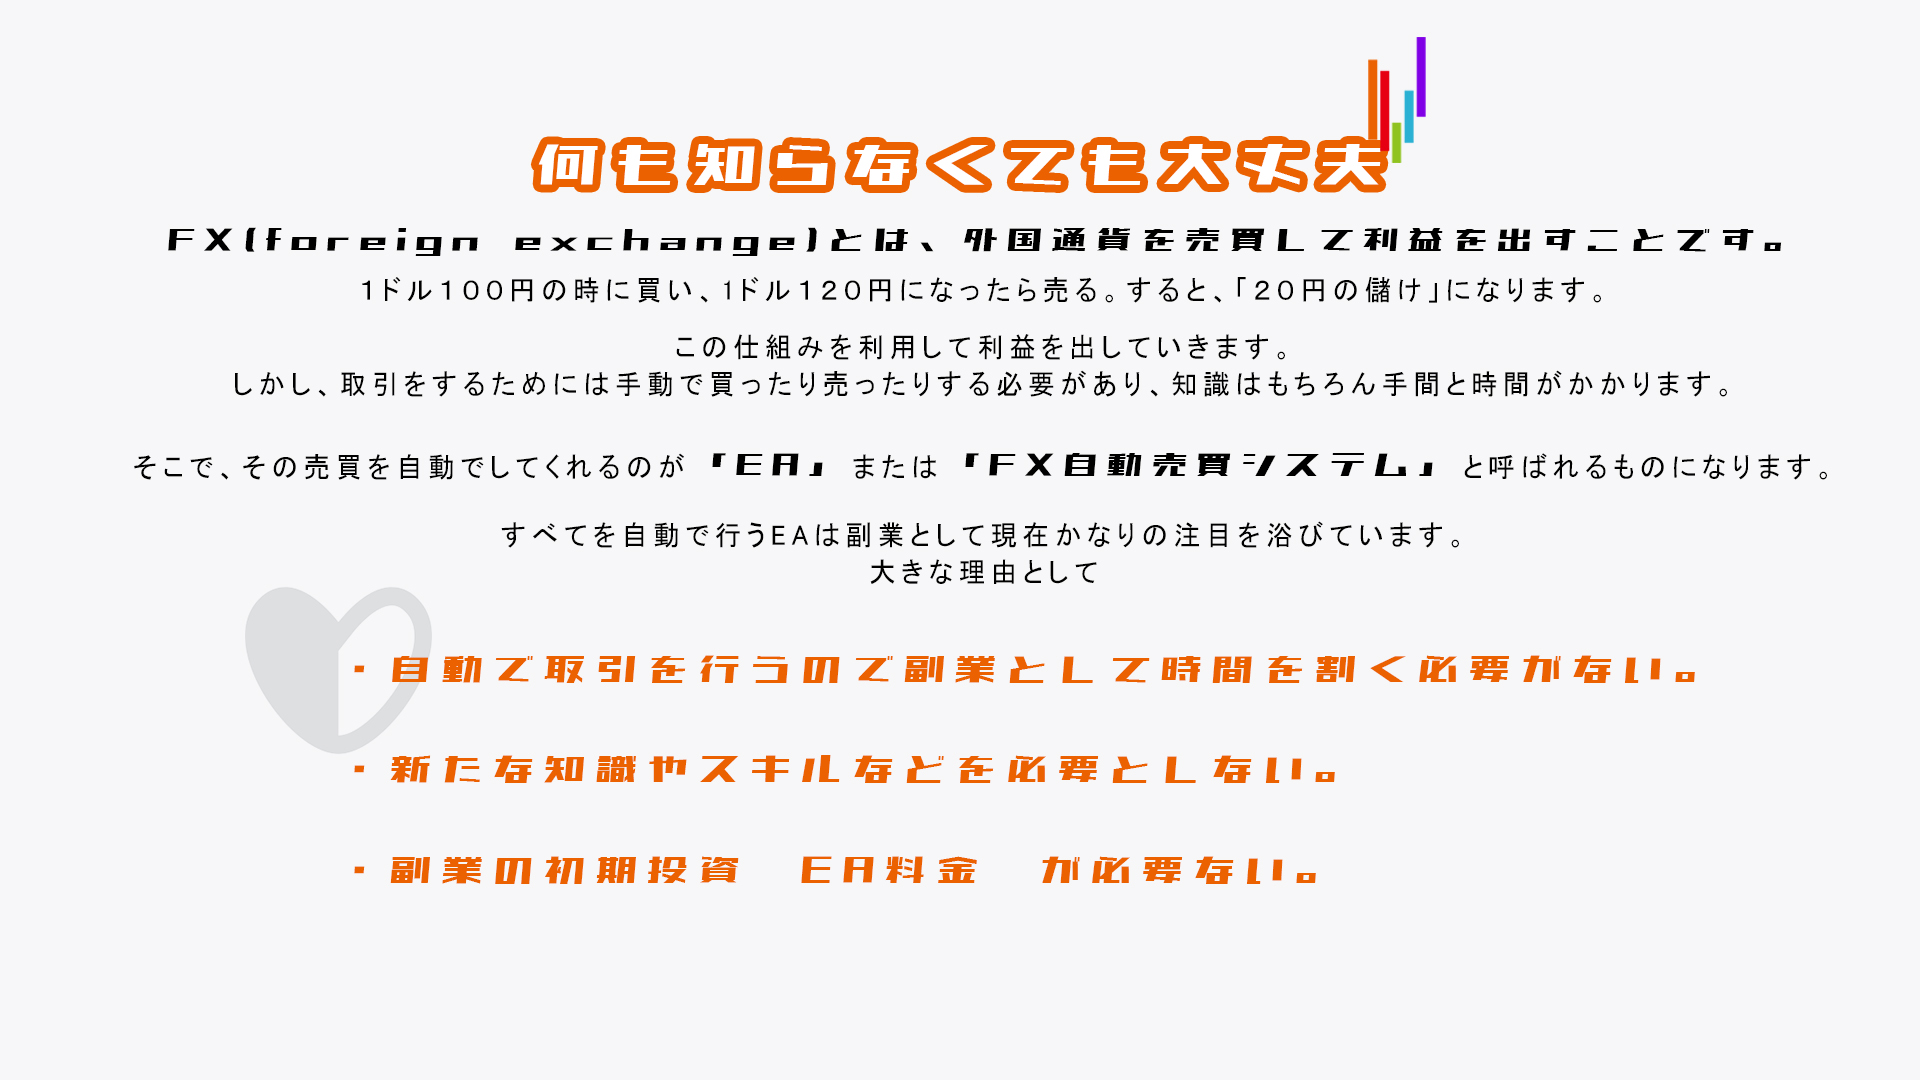 何も知らなくても大丈夫
FX(foreign exchange)とは、外国通貨を売買して利益を出すことです。
1ドル１００円の時に買い、1ドル１２０円になったら売る。すると、「２０円の儲け」になります。
この仕組みを利用して利益を出していきます。
しかし、取引をするためには手動で買ったり売ったりする必要があり、知識はもちろん手間と時間がかかります。
そこで、その売買を自動でしてくれるのが「EA」または「FX自動売買システム」と呼ばれるものになります。
すべてを自動で行うEAは副業として現在かなりの注目を浴びています。
大きな理由として
・自動で取引を行うので副業として時間を割く必要がない。
・新たな知識やスキルなどを必要としない。
・副業の初期投資　EA料金　が必要ない。